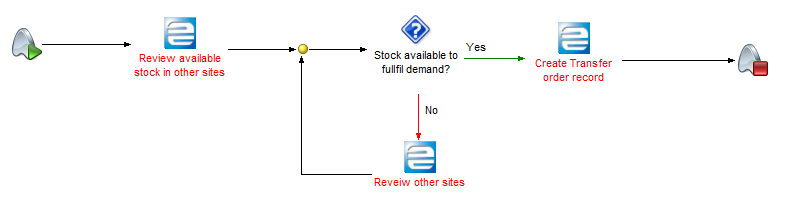 Review available
stock in other sites
Stock available to
fullfil demand?
Yes
Create Transfer
order record
No
Reveiw other sites